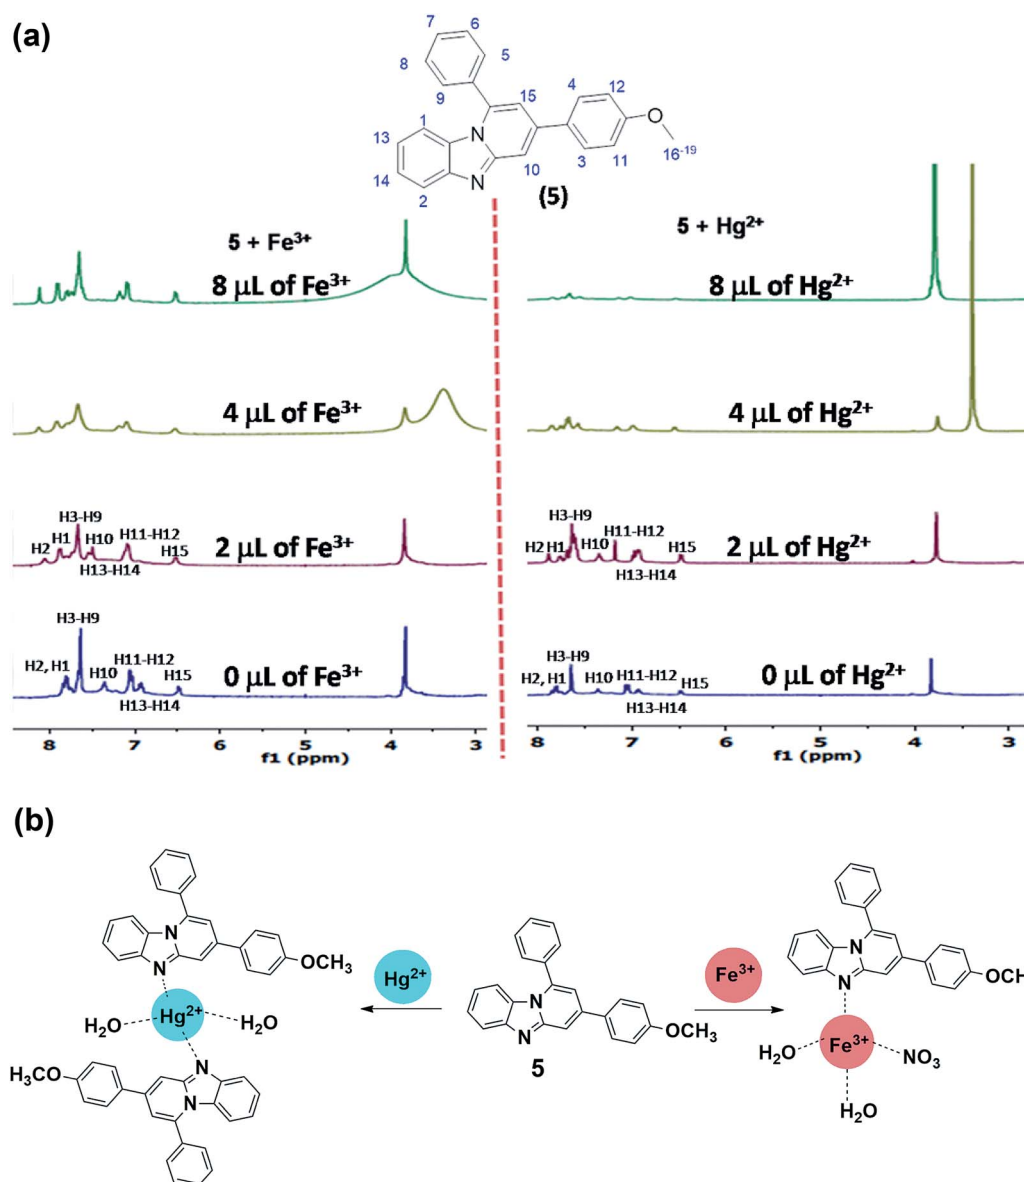 (a)
7
6
8
5
4
12
9
15
1
N
O
13
16-19
14
N
10
3
11
2
(5)
5 + Fe³⁺
8 μL of Fe³⁺
5 + Hg²⁺
8 μL of Hg²⁺
4 μL of Fe³⁺
4 μL of Hg²⁺
H3-H9
H2 H1 H10 H11-H12 H15
H13-H14
2 μL of Fe³⁺
H3-H9
H2 H1 H10 H11-H12 H15
H13-H14
2 μL of Hg²⁺
H3-H9
H2, H1 H10 H11-H12 H15
H13-H14
0 μL of Fe³⁺
H3-H9
H2, H1 H10 H11-H12 H15
H13-H14
0 μL of Hg²⁺
8 7 6 5 4 3
f1 (ppm)
8 7 6 5 4 3
f1 (ppm)
(b)
N
N
OCH₃
Hg²⁺
H₂O
H₂O
N
N
H₃CO
Hg²⁺
N
N
OCH₃
5
Fe³⁺
N
N
OCH
Fe³⁺
H₂O
NO₃
H₂O